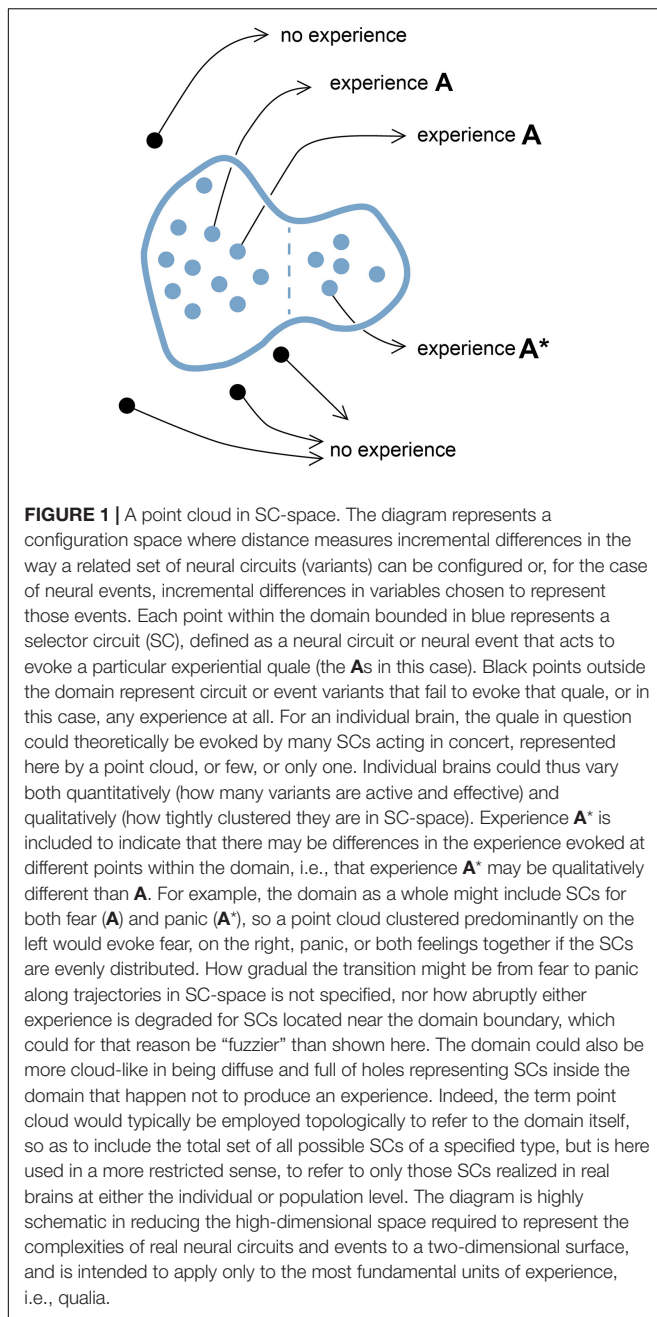 no experience
experience A
experience A
experience A*
no experience
FIGURE 1 | A point cloud in SC-space. The diagram represents a
configuration space where distance measures incremental differences in the
way a related set of neural circuits (variants) can be configured or, for the
case of neural events, incremental differences in variables chosen to represent
those events. Each point within the domain bounded in blue represents a
selector circuit (SC), defined as a neural circuit or neural event that acts to
evoke a particular experiential quale (the As in this case). Black points outside
the domain represent circuit or event variants that fail to evoke that quale, or in
this case, any experience at all. For an individual brain, the quale in question
could theoretically be evoked by many SCs acting in concert, represented
here by a point cloud, or few, or only one. Individual brains could thus vary
both quantitatively (how many variants are active and effective) and
qualitatively (how tightly clustered they are in SC-space). Experience A* is
included to indicate that there may be differences in the experience evoked at
different points within the domain, i.e., that experience A* may be qualitatively
different than A. For example, the domain as a whole might include SCs for
both fear (A) and panic (A*), so a point cloud clustered predominantly on the
left would evoke fear, on the right, panic, or both feelings together if the SCs
are evenly distributed. How gradual the transition might be from fear to panic
along trajectories in SC-space is not specified, nor how abruptly either
experience is degraded for SCs located near the domain boundary, which
could for that reason be “fuzzier” than shown here. The domain could also be
more cloud-like in being diffuse and full of holes representing SCs inside the
domain that happen not to produce an experience. Indeed, the term point
cloud would typically be employed topologically to refer to the domain itself,
so as to include the total set of all possible SCs of a specified type, but is here
used in a more restricted sense, to refer to only those SCs realized in real
brains at either the individual or population level. The diagram is highly
schematic in reducing the high-dimensional space required to represent the
complexities of real neural circuits and events to a two-dimensional surface,
and is intended to apply only to the most fundamental units of experience,
i.e., qualia.